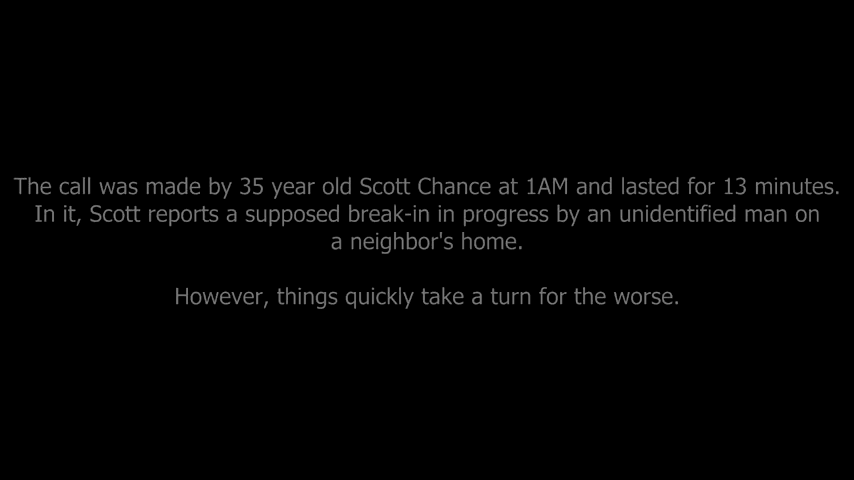 The call was made by 35 year old Scott Chance at 1AM and lasted for 13 minutes.
In it, Scott reports a supposed break-in in progress by an unidentified man on
a neighbor's home.
However, things quickly take a turn for the worse.